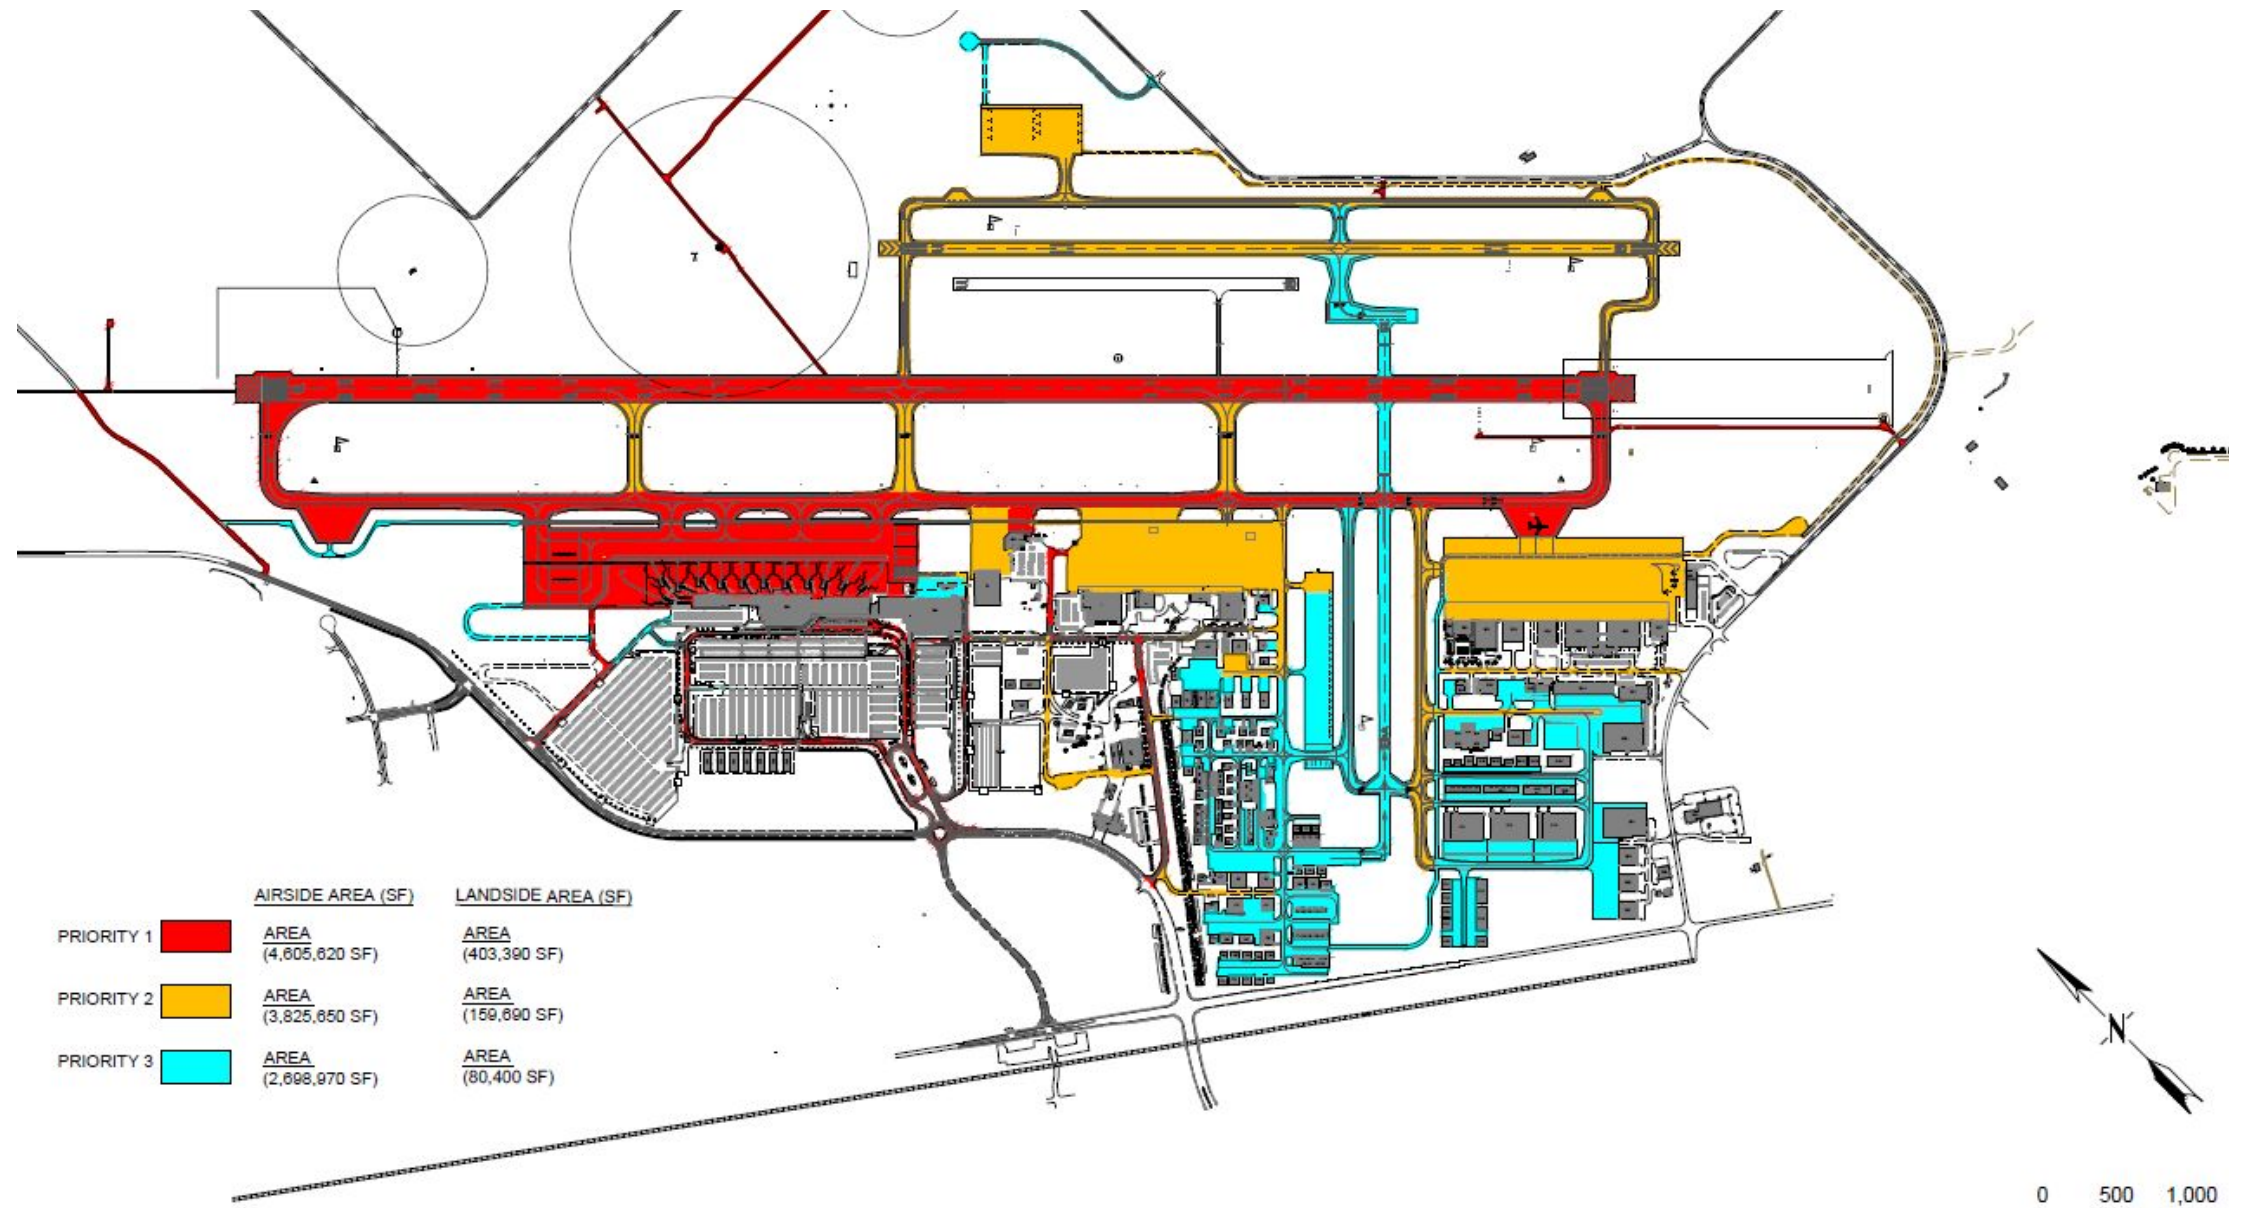 AIRSIDE AREA (SF) LANDSIDE AREA (SF)
PRIORITY 1 AREA (4,605,620 SF) AREA (403,390 SF)
PRIORITY 2 AREA (3,825,650 SF) AREA (159,690 SF)
PRIORITY 3 AREA (2,698,970 SF) AREA (80,400 SF)
N
0 500 1,000